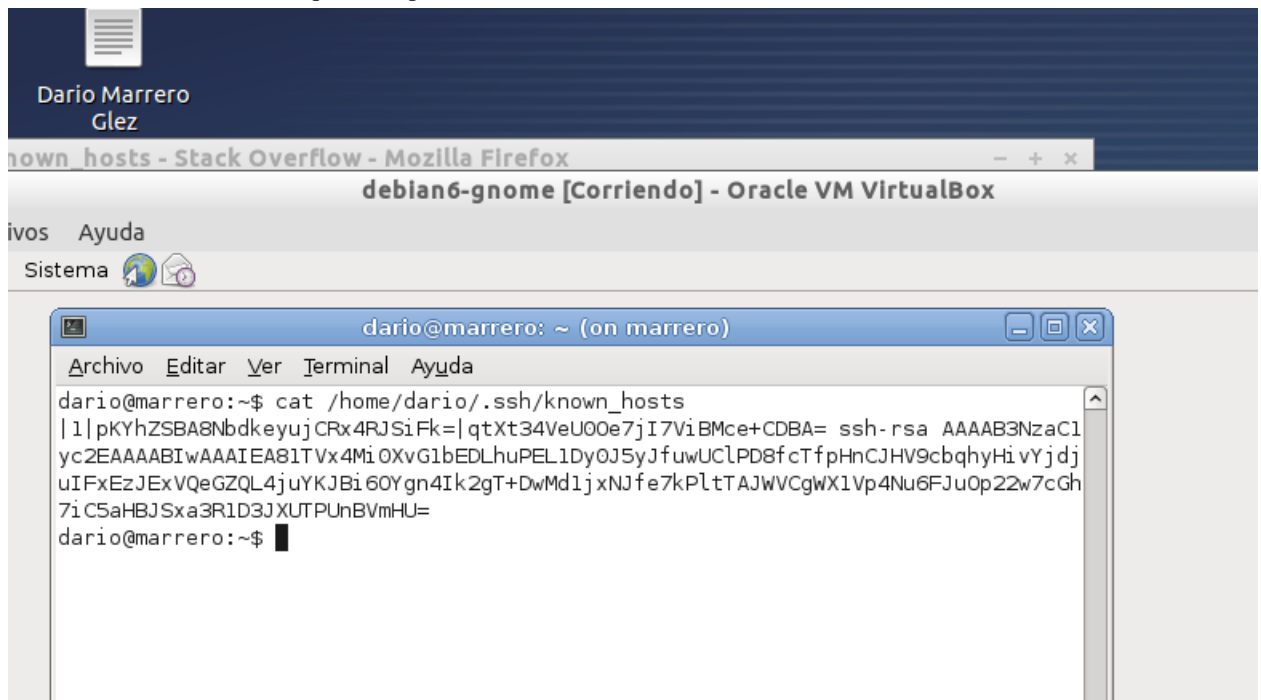 Dario Marrero
Glez
nown_hosts - Stack Overflow - Mozilla Firefox
debian6-gnome [Corriendo] - Oracle VM VirtualBox
ivos Ayuda
Sistema
dario@marrero: ~ (on marrero)
Archivo Editar Ver Terminal Ayuda
dario@marrero:~$ cat /home/dario/.ssh/known_hosts
|1|pKYhZSBA8NbdkeyujCRx4RJSiFk=|qtXt34VeU0Oe7jI7ViBMce+CDBA= ssh-rsa AAAAB3NzaC1
yc2EAAAABIwAAAIEA81TVx4Mi0XvG1bEDLhuPEL1Dy0J5yJfuwUClPD8fcTfpHnCJHV9cbqhyHivYjdj
uIFxEzJExVQeGZQL4juYKJBi6OYgn4Ik2gT+DwMd1jxNJfe7kPltTAJWVCgWX1Vp4Nu6FJuOp22w7cGh
7iC5aHBJSxa3R1D3JXUTPUnBVmHU=
dario@marrero:~$